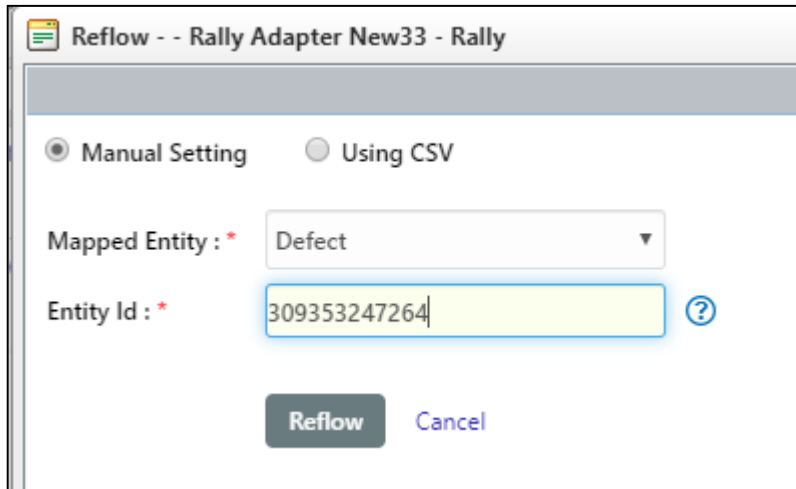 Reflow - - Rally Adapter New33 - Rally
Manual Setting Using CSV
Mapped Entity : * Defect
Entity Id : * 309353247264 ?
Reflow Cancel